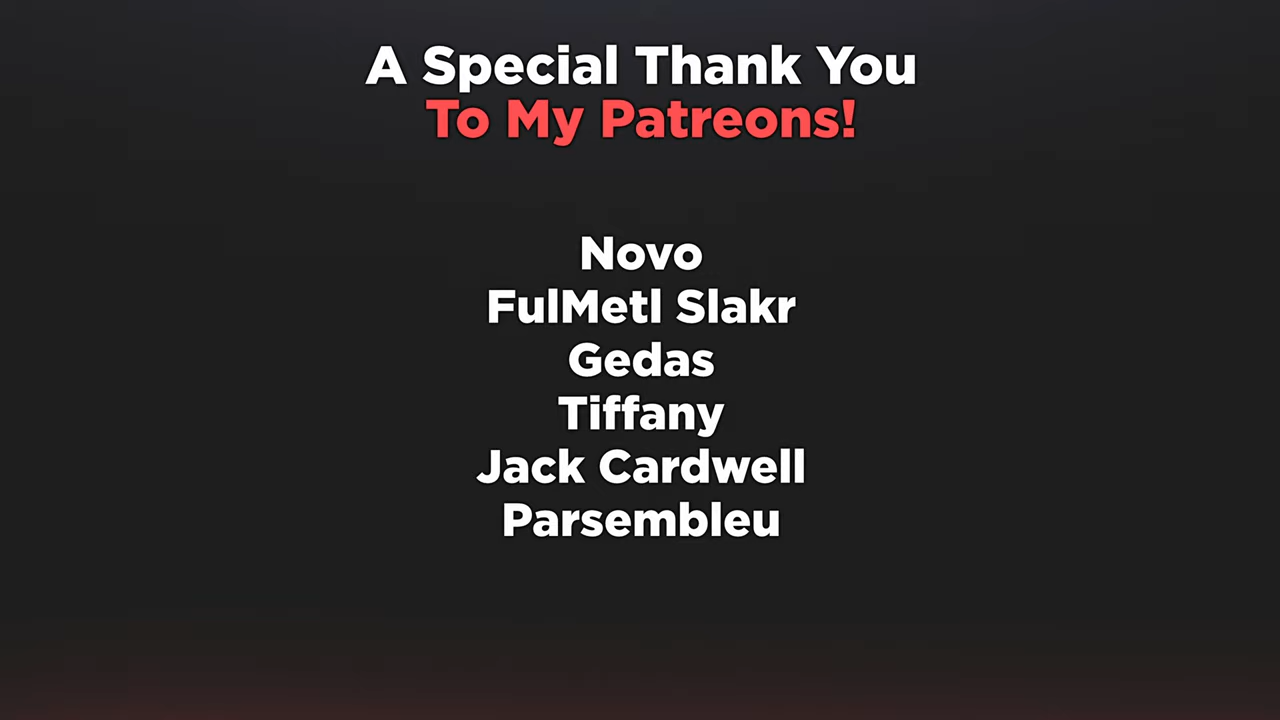 A Special Thank You
To My Patreons!
Novo
FulMetl Slakr
Gedas
Tiffany
Jack Cardwell
Parsembleu